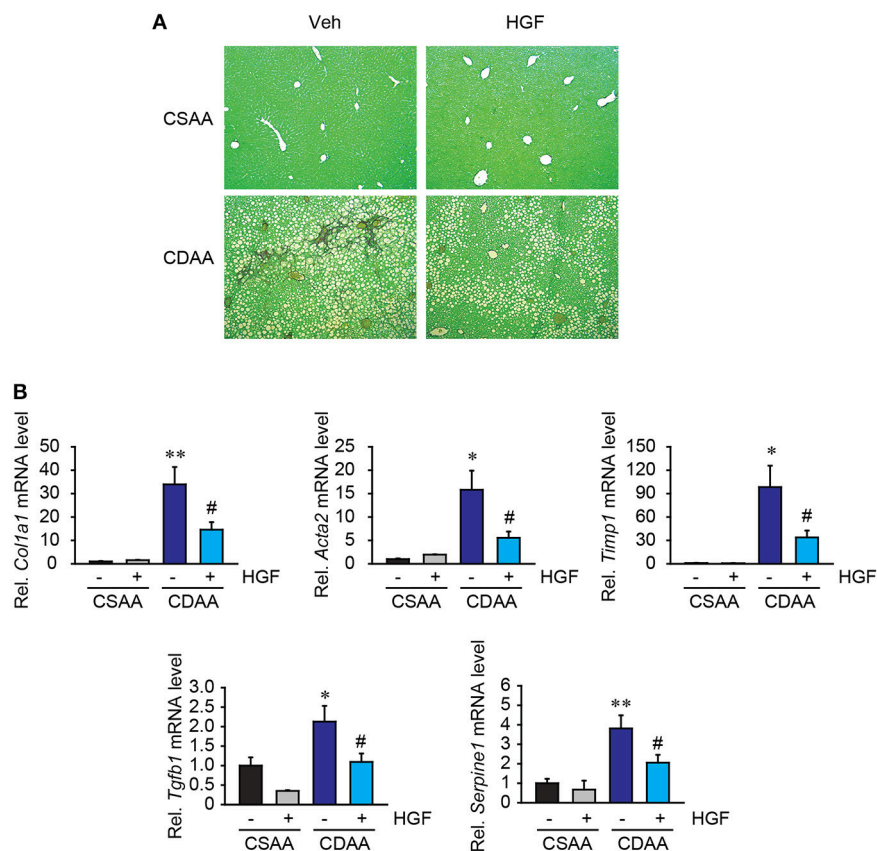 A
Veh HGF
CSAA
CDAA
B
Rel. Col1a1 mRNA level
50
40
30
20
10
0
**
#
- + - + HGF
CSAA CDAA
Rel. Acta2 mRNA level
25
20
15
10
5
0
*
#
- + - + HGF
CSAA CDAA
Rel. Timp1 mRNA level
150
120
90
60
30
0
*
#
- + - + HGF
CSAA CDAA
Rel. Tgfb1 mRNA level
3.0
2.5
2.0
1.5
1.0
0.5
0
*
#
- + - + HGF
CSAA CDAA
Rel. Serpine1 mRNA level
6
5
4
3
2
1
0
**
#
- + - + HGF
CSAA CDAA